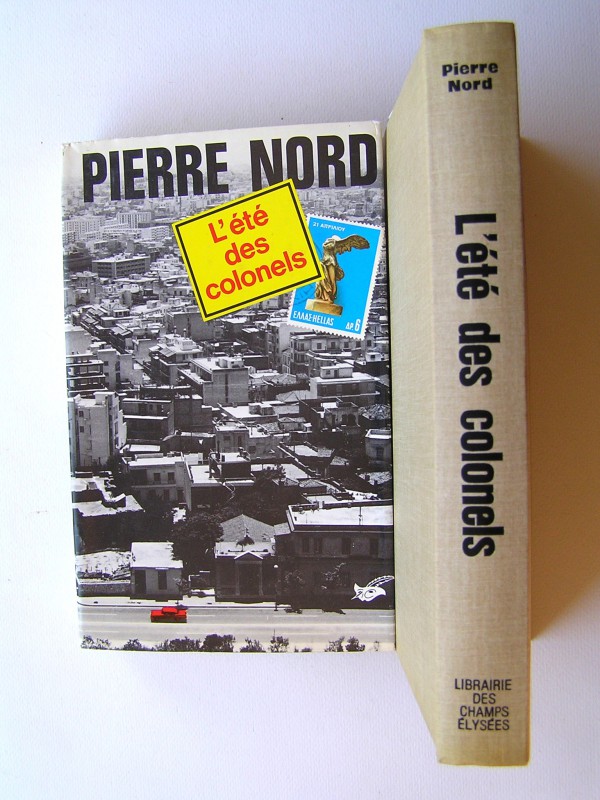 PIERRE NORD
L'été
des
colonels
21 ΑΠΡΙΛΙΟΥ
ΕΛΛΑΣ-HELLAS
ΔΡ. 6
Pierre
Nord
L'été des colonels
LIBRAIRIE
DES
CHAMPS
ÉLYSÉES